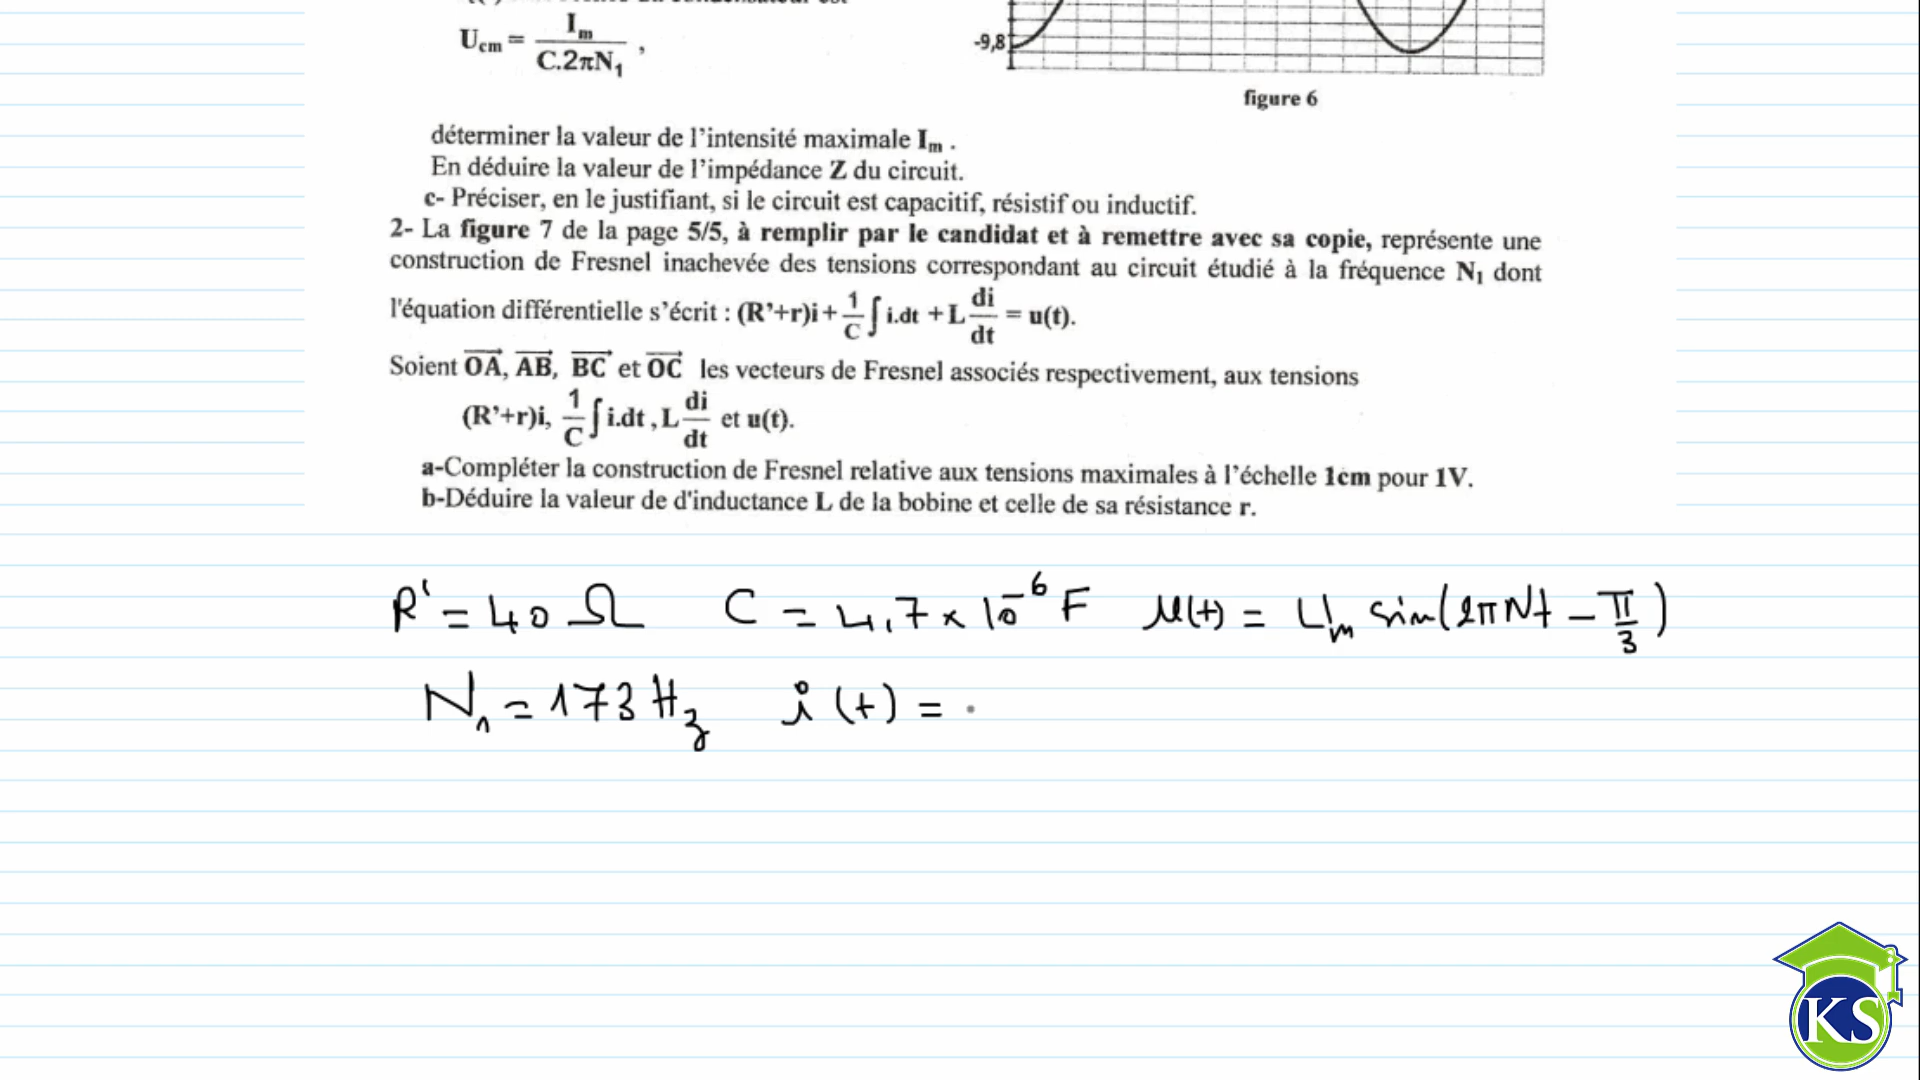 U_cm = I_m / C.2πN₁ ,
-9,8
figure 6
déterminer la valeur de l'intensité maximale I_m .
En déduire la valeur de l'impédance Z du circuit.
c- Préciser, en le justifiant, si le circuit est capacitif, résistif ou inductif.
2- La figure 7 de la page 5/5, à remplir par le candidat et à remettre avec sa copie, représente une
construction de Fresnel inachevée des tensions correspondant au circuit étudié à la fréquence N₁ dont
l'équation différentielle s'écrit : (R'+r)i + 1/C ∫ i.dt + L di/dt = u(t).
Soient OA, AB, BC et OC les vecteurs de Fresnel associés respectivement, aux tensions
(R'+r)i, 1/C ∫ i.dt , L di/dt et u(t).
a-Compléter la construction de Fresnel relative aux tensions maximales à l'échelle 1cm pour 1V.
b-Déduire la valeur de d'inductance L de la bobine et celle de sa résistance r.
R' = 40 Ω C = 4,7 × 10⁻⁶ F u(t) = U_m sin(2πNt − π/3)
N₁ = 173 Hz i(t) =
KS